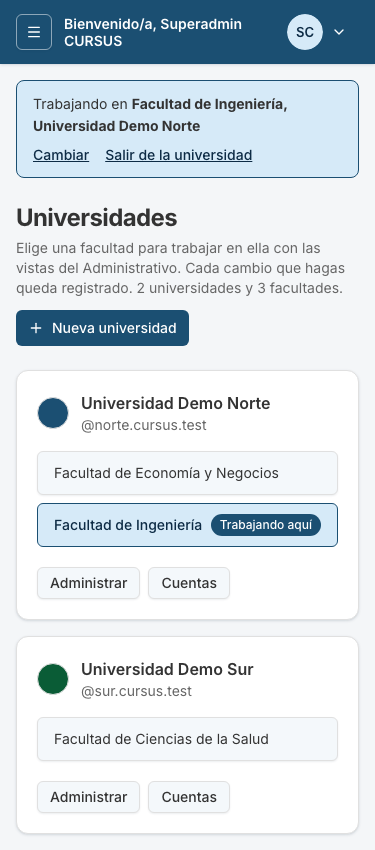 Bienvenido/a, Superadmin
CURSUS
SC
Trabajando en Facultad de Ingeniería,
Universidad Demo Norte
Cambiar Salir de la universidad
Universidades
Elige una facultad para trabajar en ella con las
vistas del Administrativo. Cada cambio que hagas
queda registrado. 2 universidades y 3 facultades.
+ Nueva universidad
Universidad Demo Norte
@norte.cursus.test
Facultad de Economía y Negocios
Facultad de Ingeniería Trabajando aquí
Administrar Cuentas
Universidad Demo Sur
@sur.cursus.test
Facultad de Ciencias de la Salud
Administrar Cuentas